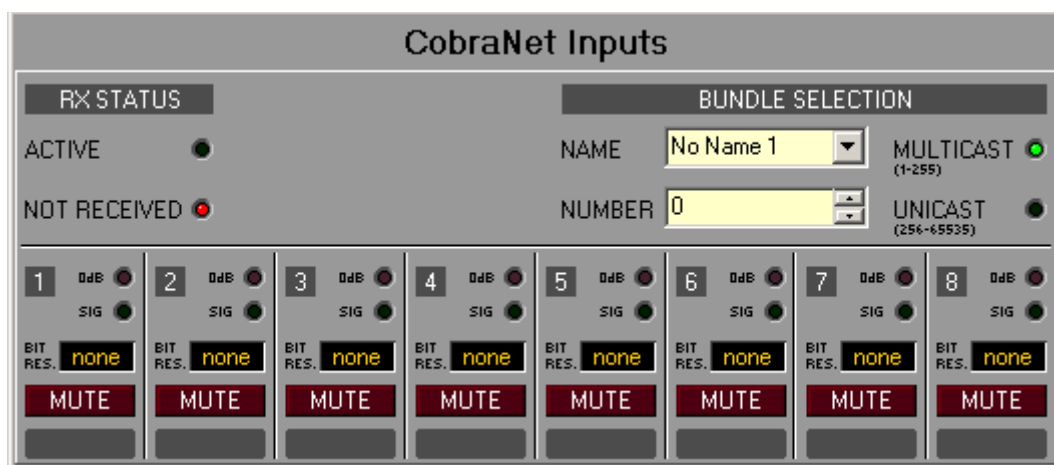 CobraNet Inputs
RX STATUS
BUNDLE SELECTION
ACTIVE
NAME No Name 1 MULTICAST
(1-255)
NOT RECEIVED
NUMBER 0 UNICAST
(256-65535)
1 0dB 2 0dB 3 0dB 4 0dB 5 0dB 6 0dB 7 0dB 8 0dB
SIG SIG SIG SIG SIG SIG SIG SIG
BIT RES. none BIT RES. none BIT RES. none BIT RES. none BIT RES. none BIT RES. none BIT RES. none BIT RES. none
MUTE MUTE MUTE MUTE MUTE MUTE MUTE MUTE